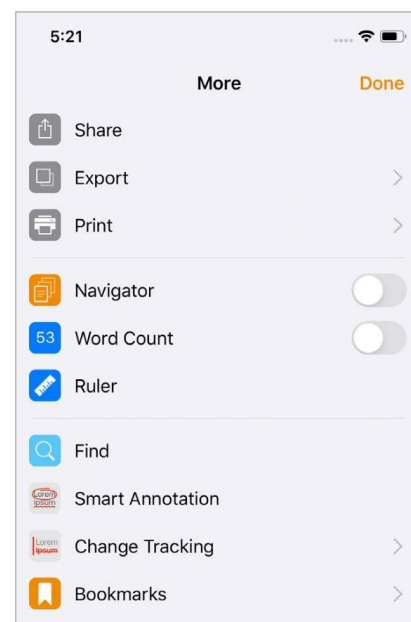 5:21
More
Done
Share
Export
Print
Navigator
53
Word Count
Ruler
Find
Lorem
Ipsum
Smart Annotation
Lorem
Ipsum
Change Tracking
Bookmarks